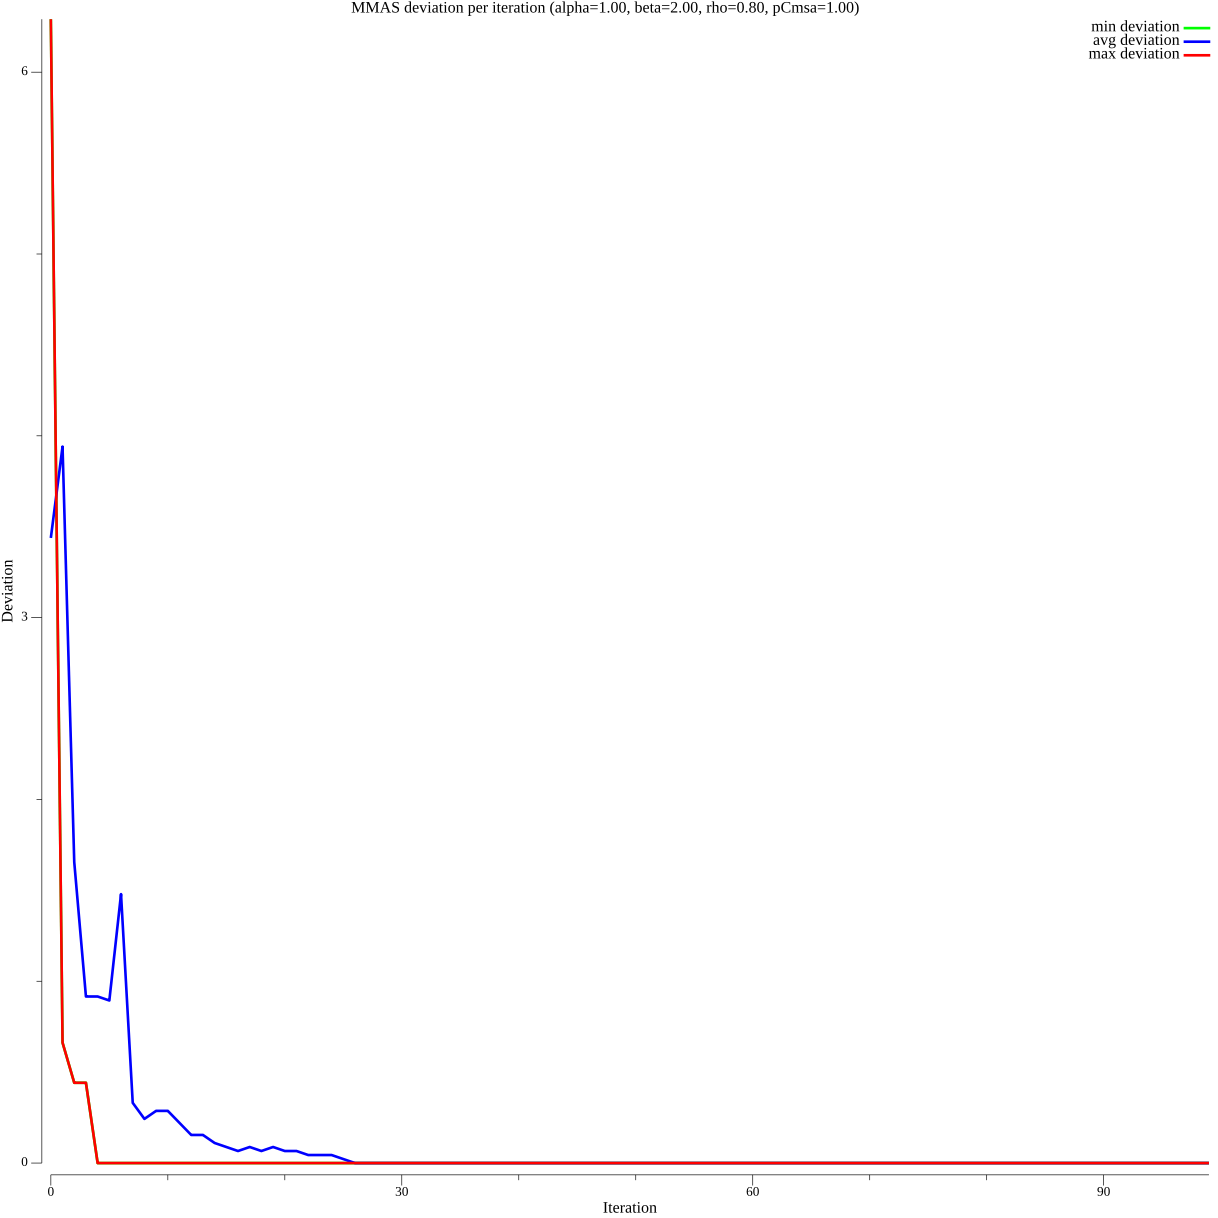 MMAS deviation per iteration (alpha=1.00, beta=2.00, rho=0.80, pCmsa=1.00)
min deviation
avg deviation
max deviation
6
3
0
Deviation
0 30 60 90
Iteration